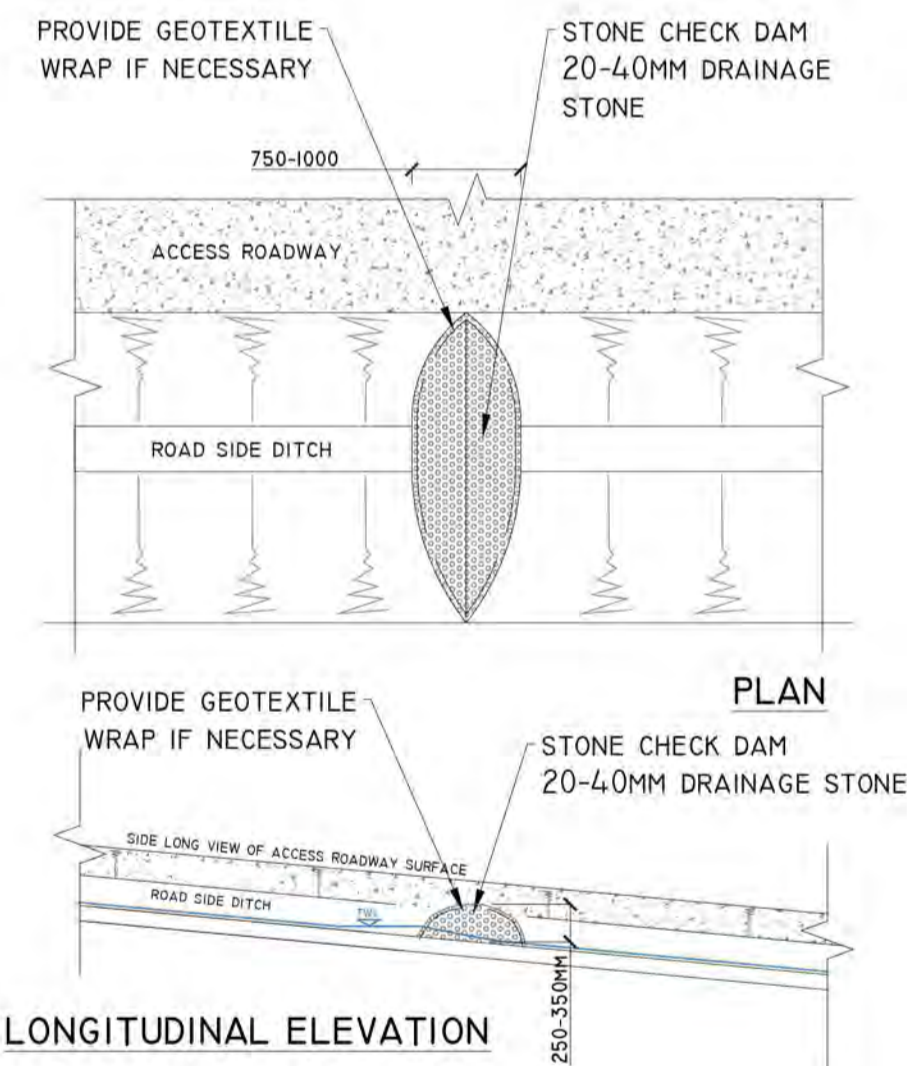 PROVIDE GEOTEXTILE
WRAP IF NECESSARY
STONE CHECK DAM
20-40MM DRAINAGE
STONE
750-1000
ACCESS ROADWAY
ROAD SIDE DITCH
PLAN
PROVIDE GEOTEXTILE
WRAP IF NECESSARY
STONE CHECK DAM
20-40MM DRAINAGE STONE
SIDE LONG VIEW OF ACCESS ROADWAY SURFACE
ROAD SIDE DITCH
TWL
250-350MM
LONGITUDINAL ELEVATION